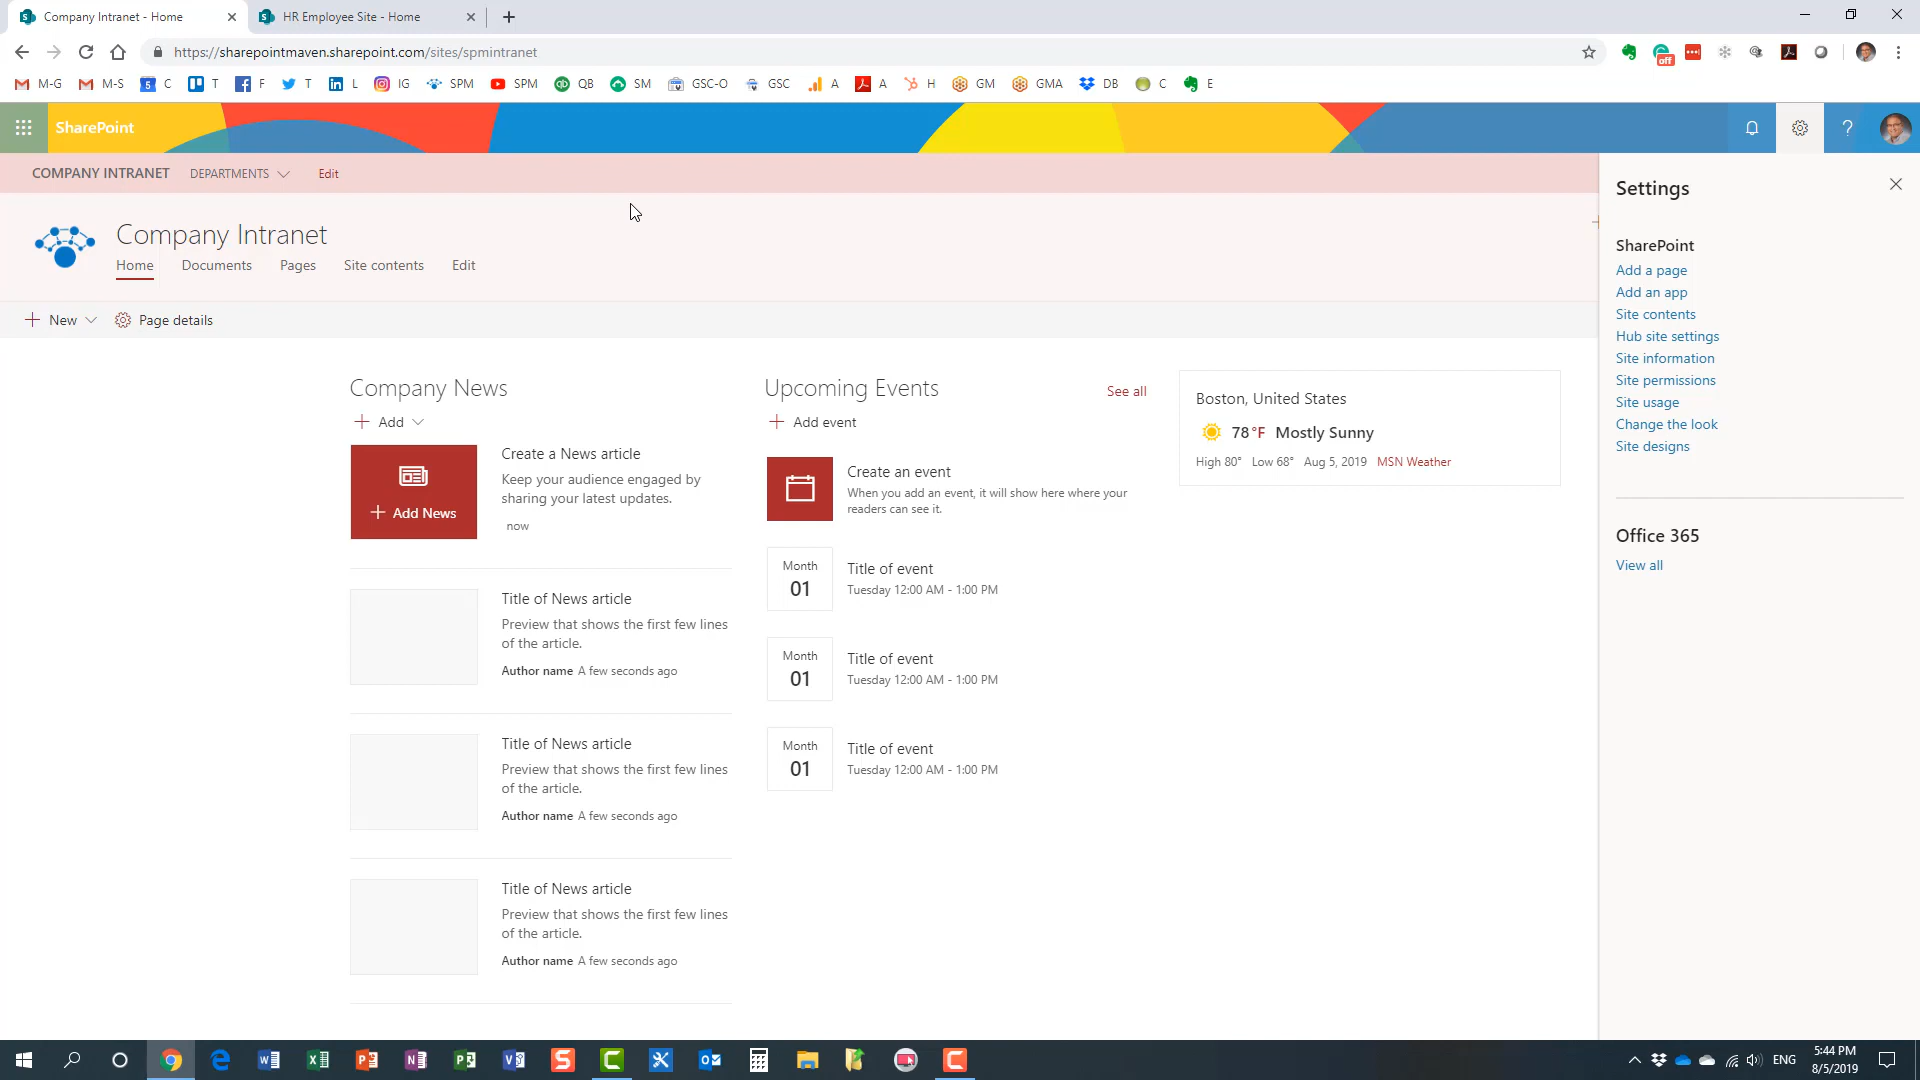 Company Intranet - Home
HR Employee Site - Home
https://sharepointmaven.sharepoint.com/sites/spmintranet
off
M-G M-S 5 C T F T L IG SPM SPM QB SM GSC-O GSC A A H GM GMA DB C E
SharePoint
?
COMPANY INTRANET DEPARTMENTS Edit
Company Intranet
Home Documents Pages Site contents Edit
New Page details
Company News
Add
Add News
Create a News article
Keep your audience engaged by
sharing your latest updates.
now
Title of News article
Preview that shows the first few lines
of the article.
Author name A few seconds ago
Title of News article
Preview that shows the first few lines
of the article.
Author name A few seconds ago
Title of News article
Preview that shows the first few lines
of the article.
Author name A few seconds ago
Upcoming Events
See all
Add event
Create an event
When you add an event, it will show here where your
readers can see it.
Month
01
Title of event
Tuesday 12:00 AM - 1:00 PM
Month
01
Title of event
Tuesday 12:00 AM - 1:00 PM
Month
01
Title of event
Tuesday 12:00 AM - 1:00 PM
Boston, United States
78°F Mostly Sunny
High 80° Low 68° Aug 5, 2019 MSN Weather
Settings
SharePoint
Add a page
Add an app
Site contents
Hub site settings
Site information
Site permissions
Site usage
Change the look
Site designs
Office 365
View all
ENG
5:44 PM
8/5/2019